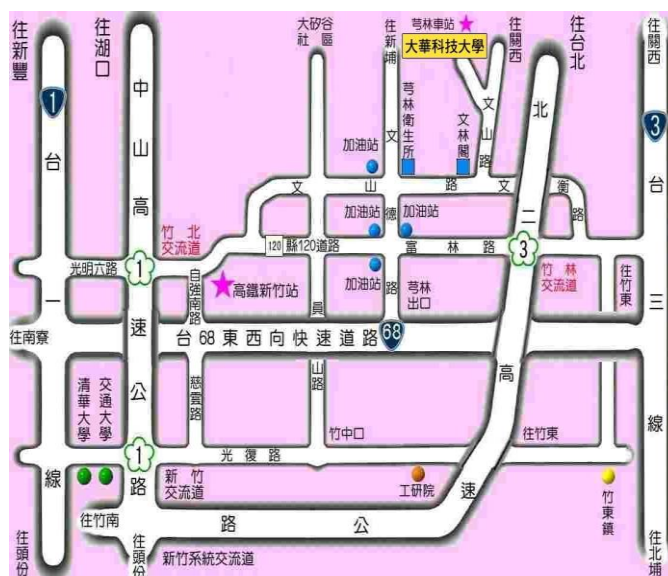 往新豐
往湖口
大矽谷
社區
往新埔
芎林車站
大華科技大學
往關西
往台北
往關西
1
台一線
中山高速公路
芎林衛生所
文林閣
文山路
北二高速公路
3
台三線
加油站
文山路
文衡路
文德路
加油站
加油站
竹北
交流道
120
縣120道路
富林路
3
光明六路
1
自強南路
高鐵新竹站
加油站
芎林
出口
竹林
交流道
往竹東
員山路
往南寮
台68東西向快速道路
68
清華大學
交通大學
慈雲路
竹中口
往竹東
1
光復路
新竹
交流道
工研院
竹東鎮
往竹南
往頭份
往頭份
新竹系統交流道
往北埔